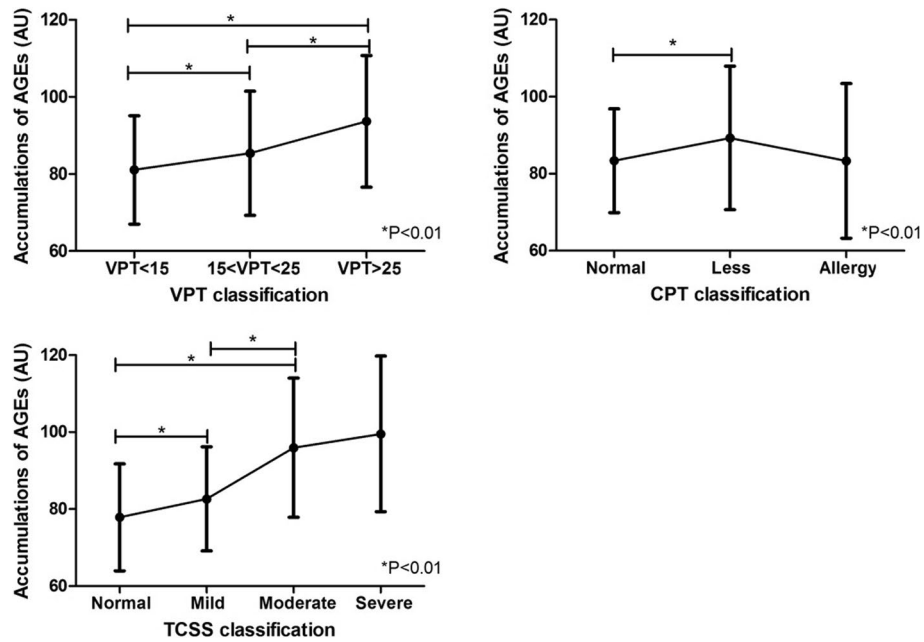 Accumulations of AGEs (AU)
120
100
80
60
*
*
*
*P<0.01
VPT<15 15<VPT<25 VPT>25
VPT classification
Accumulations of AGEs (AU)
120
100
80
60
*
*P<0.01
Normal Less Allergy
CPT classification
Accumulations of AGEs (AU)
120
100
80
60
*
*
*
*P<0.01
Normal Mild Moderate Severe
TCSS classification